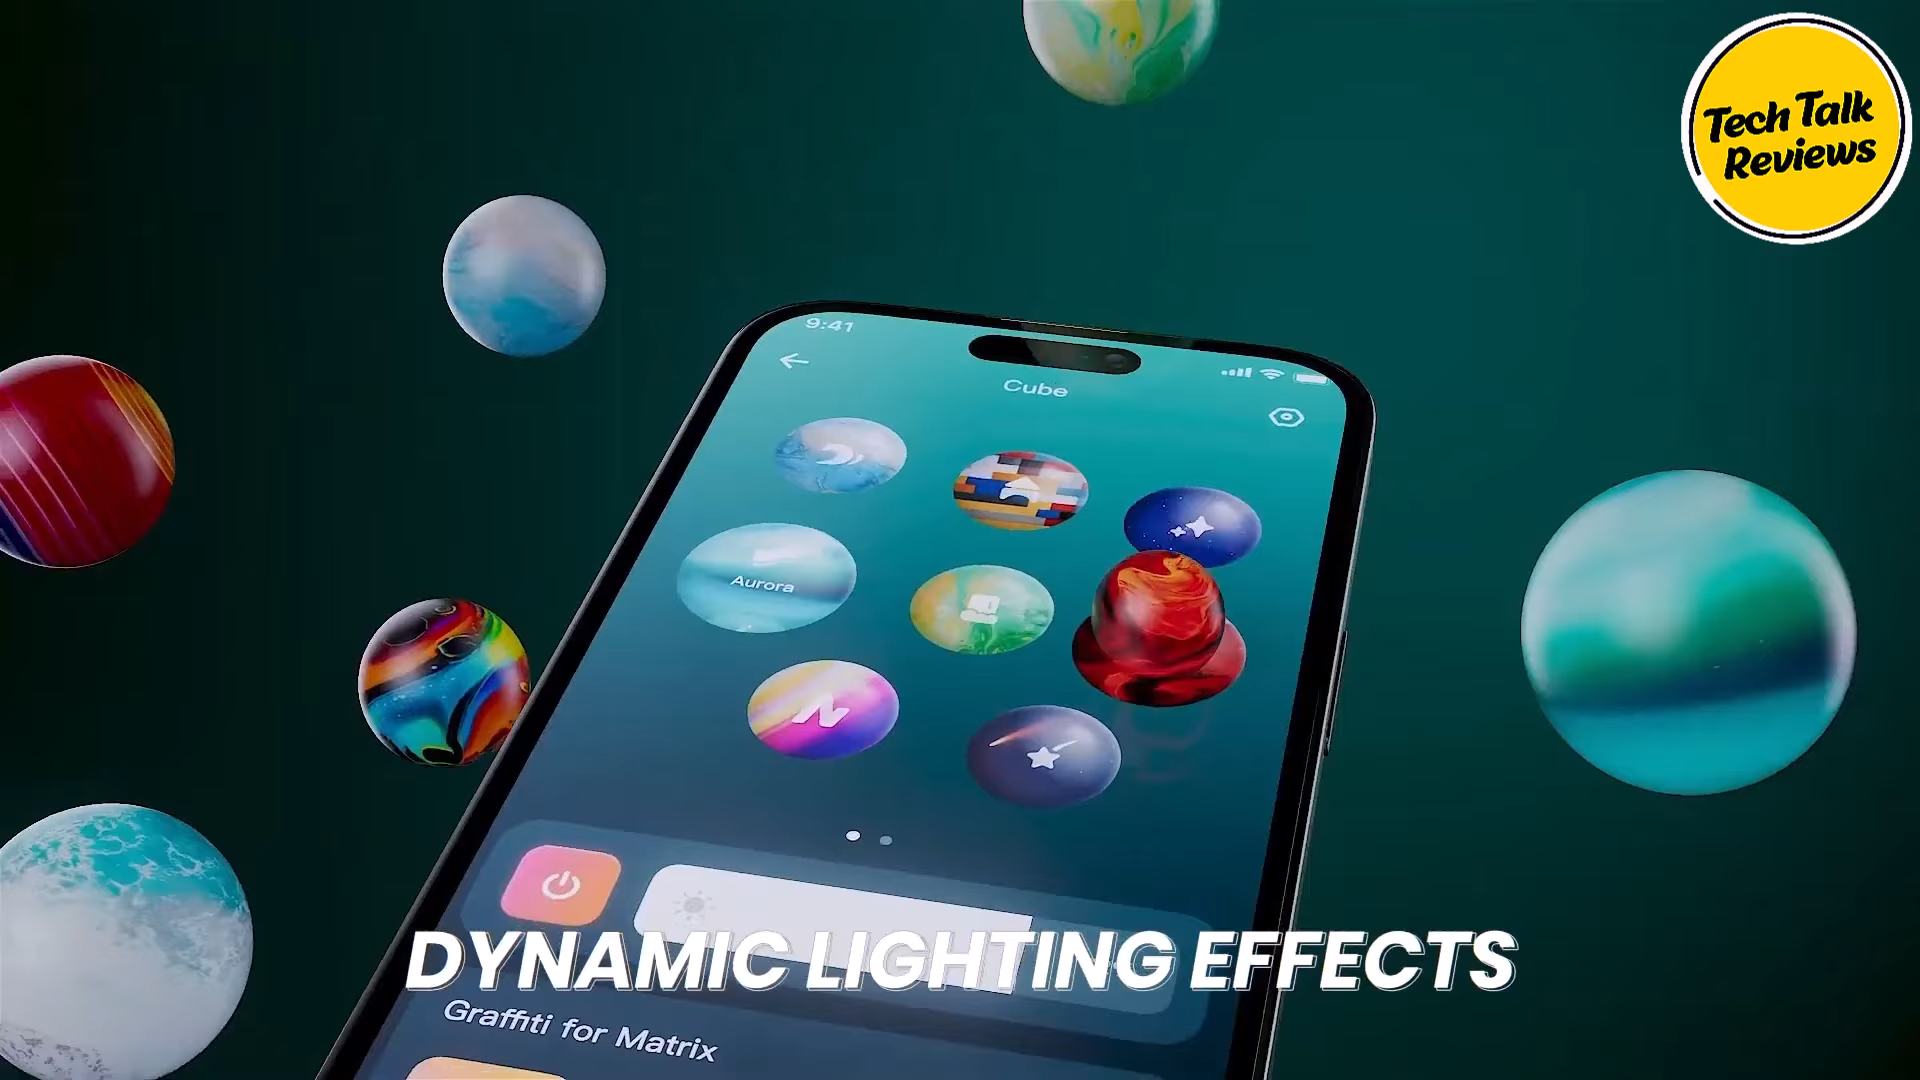 Tech Talk
Reviews
9:41
Cube
Aurora
N
DYNAMIC LIGHTING EFFECTS
Graffiti for Matrix